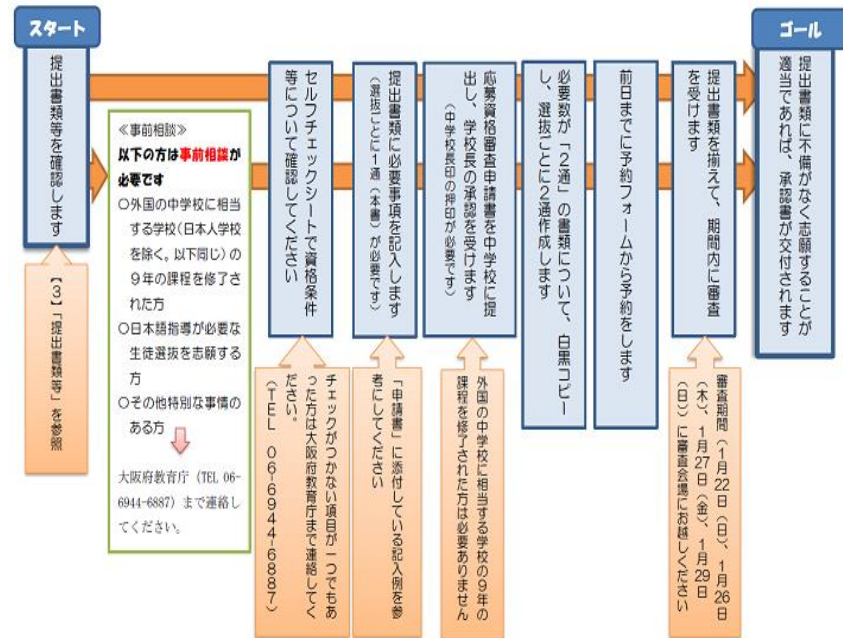 スタート
提出書類等を確認します
【３】「提出書類等」を参照
≪事前相談≫
以下の方は事前相談が
必要です
○外国の中学校に相当
する学校（日本人学校
を除く。以下同じ）の
９年の課程を修了され
た方
○日本語指導が必要な
生徒選抜を志願する
方
○その他特別な事情の
ある方
大阪府教育庁（TEL 06-
6944-6887）まで連絡し
てください。
セルフチェックシートで資格条件
等について確認してください
チェックがつかない項目が一つでもあ
った方は大阪府教育庁まで連絡してく
ださい。
（ＴＥＬ　０６-６９４４-６８８７）
提出書類に必要事項を記入します
（選抜ごとに１通（本書）が必要です）
「申請書」に添付している記入例を参
考にしてください
応募資格審査申請書を中学校に提
出し、学校長の承認を受けます
（中学校長印の押印が必要です）
外国の中学校に相当する学校の９年の
課程を修了された方は必要ありません
必要数が「２通」の書類について、白黒コピー
し、選抜ごとに２通作成します
前日までに予約フォームから予約をします
提出書類を揃えて、期間内に審査
を受けます
審査期間（１月２２日（日）、１月２６日
（木）、１月２７日（金）、１月２９日
（日））に審査会場にお越しください
ゴール
提出書類に不備がなく志願することが
適当であれば、承認書が交付されます